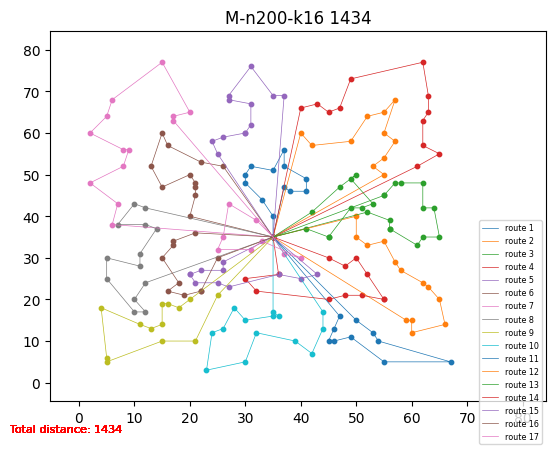 M-n200-k16 1434
80
70
60
50
40
30
20
10
0
route 1
route 2
route 3
route 4
route 5
route 6
route 7
route 8
route 9
route 10
route 11
route 12
route 13
route 14
route 15
route 16
route 17
0 10 20 30 40 50 60 70 80
Total distance: 1434